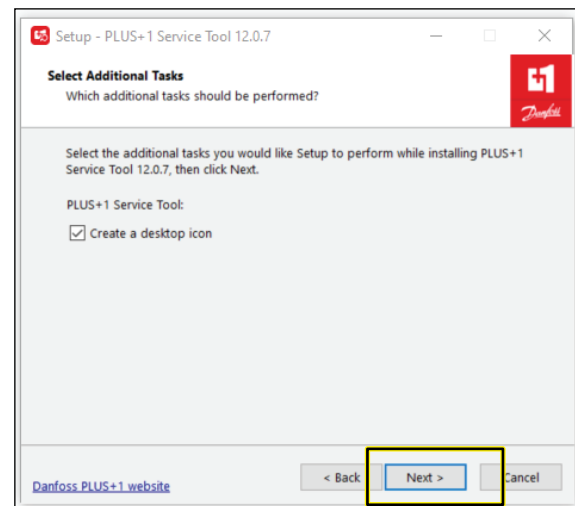 Setup - PLUS+1 Service Tool 12.0.7
Select Additional Tasks
Which additional tasks should be performed?
Danfoss
Select the additional tasks you would like Setup to perform while installing PLUS+1
Service Tool 12.0.7, then click Next.
PLUS+1 Service Tool:
Create a desktop icon
Danfoss PLUS+1 website
< Back
Next >
Cancel